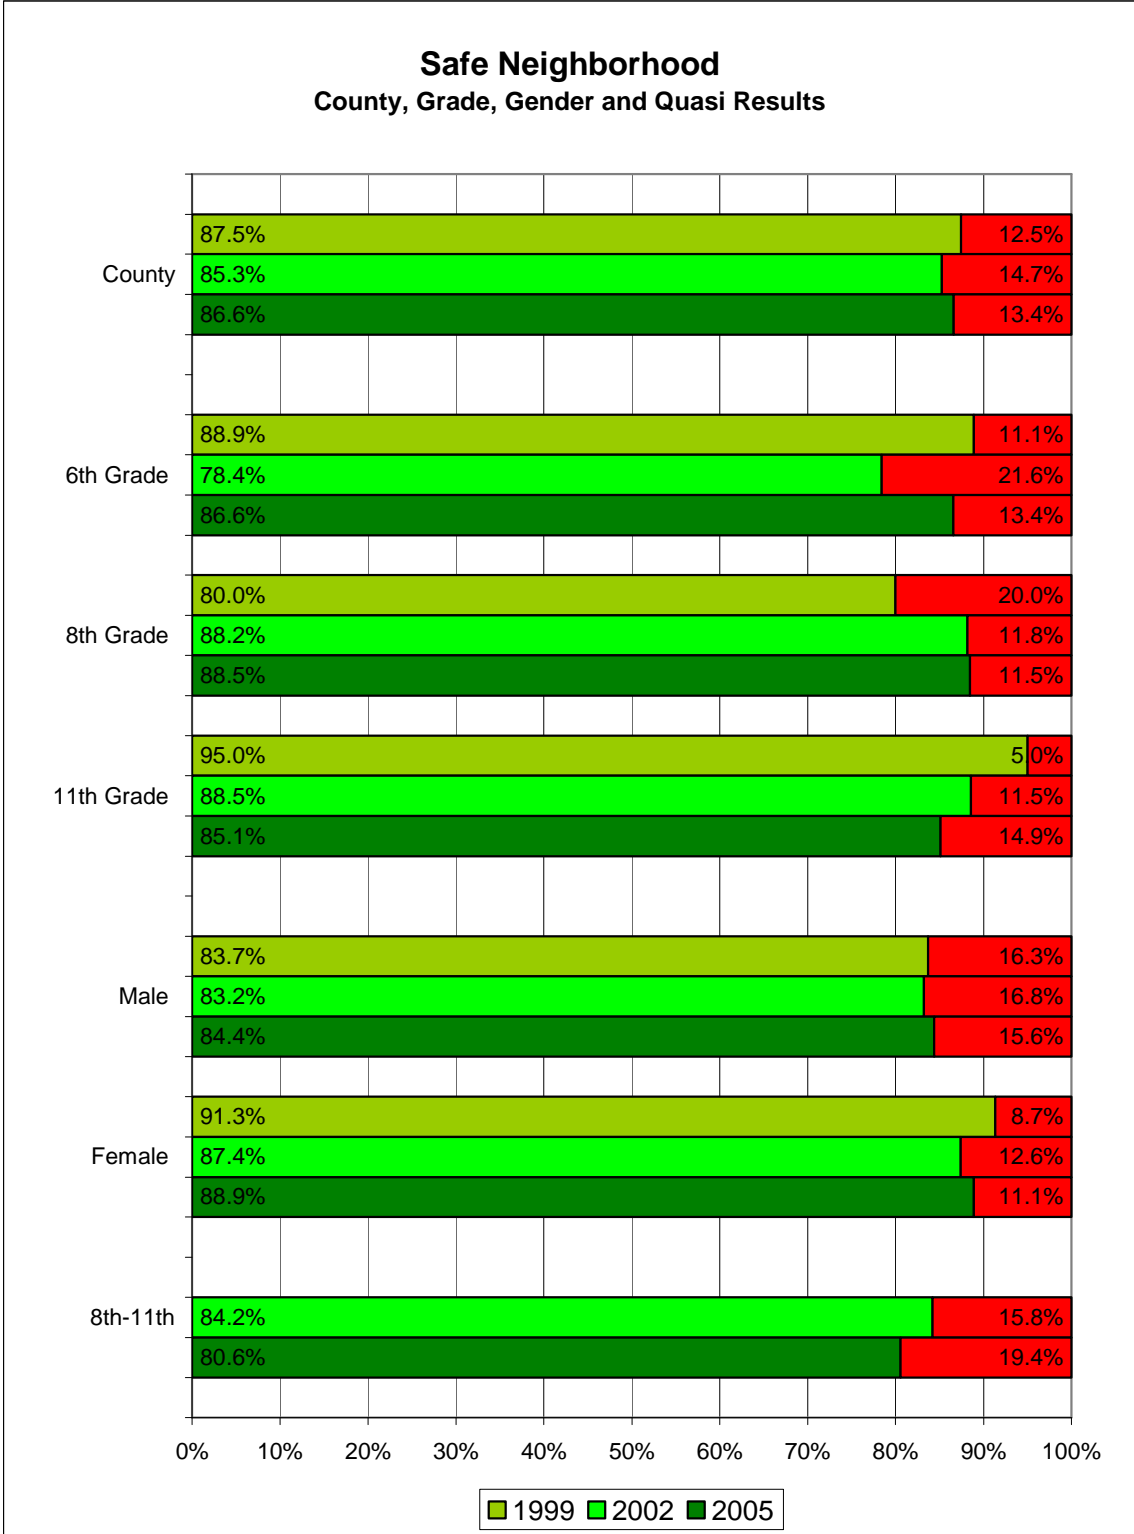 Safe Neighborhood
County, Grade, Gender and Quasi Results
87.5% 12.5%
County 85.3% 14.7%
86.6% 13.4%
88.9% 11.1%
6th Grade 78.4% 21.6%
86.6% 13.4%
80.0% 20.0%
8th Grade 88.2% 11.8%
88.5% 11.5%
95.0% 5.0%
11th Grade 88.5% 11.5%
85.1% 14.9%
83.7% 16.3%
Male 83.2% 16.8%
84.4% 15.6%
91.3% 8.7%
Female 87.4% 12.6%
88.9% 11.1%
8th-11th 84.2% 15.8%
80.6% 19.4%
0% 10% 20% 30% 40% 50% 60% 70% 80% 90% 100%
1999 2002 2005